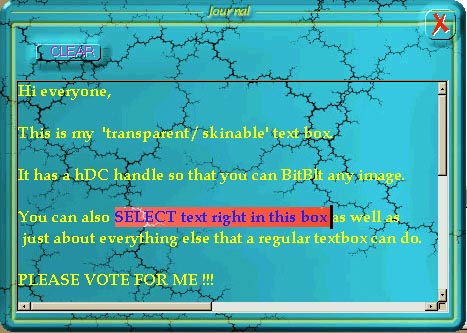 Journal
X
CLEAR
Hi everyone,
This is my 'transparent/ skinable' text box.
It has a hDC handle so that you can BitBlt any image.
You can also SELECT text right in this box as well as
just about everything else that a regular textbox can do.
PLEASE VOTE FOR ME !!!